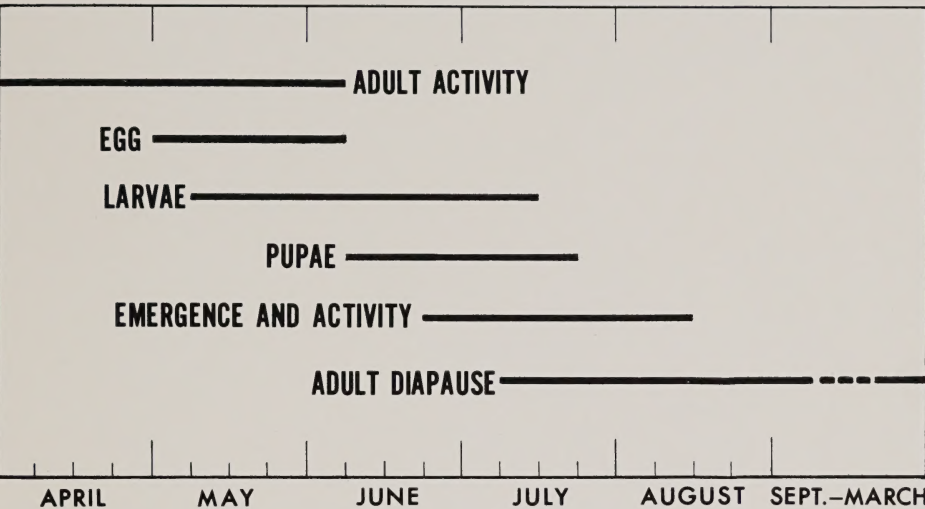 ADULT ACTIVITY
EGG
LARVAE
PUPAE
EMERGENCE AND ACTIVITY
ADULT DIAPAUSE
APRIL MAY JUNE JULY AUGUST SEPT.–MARCH